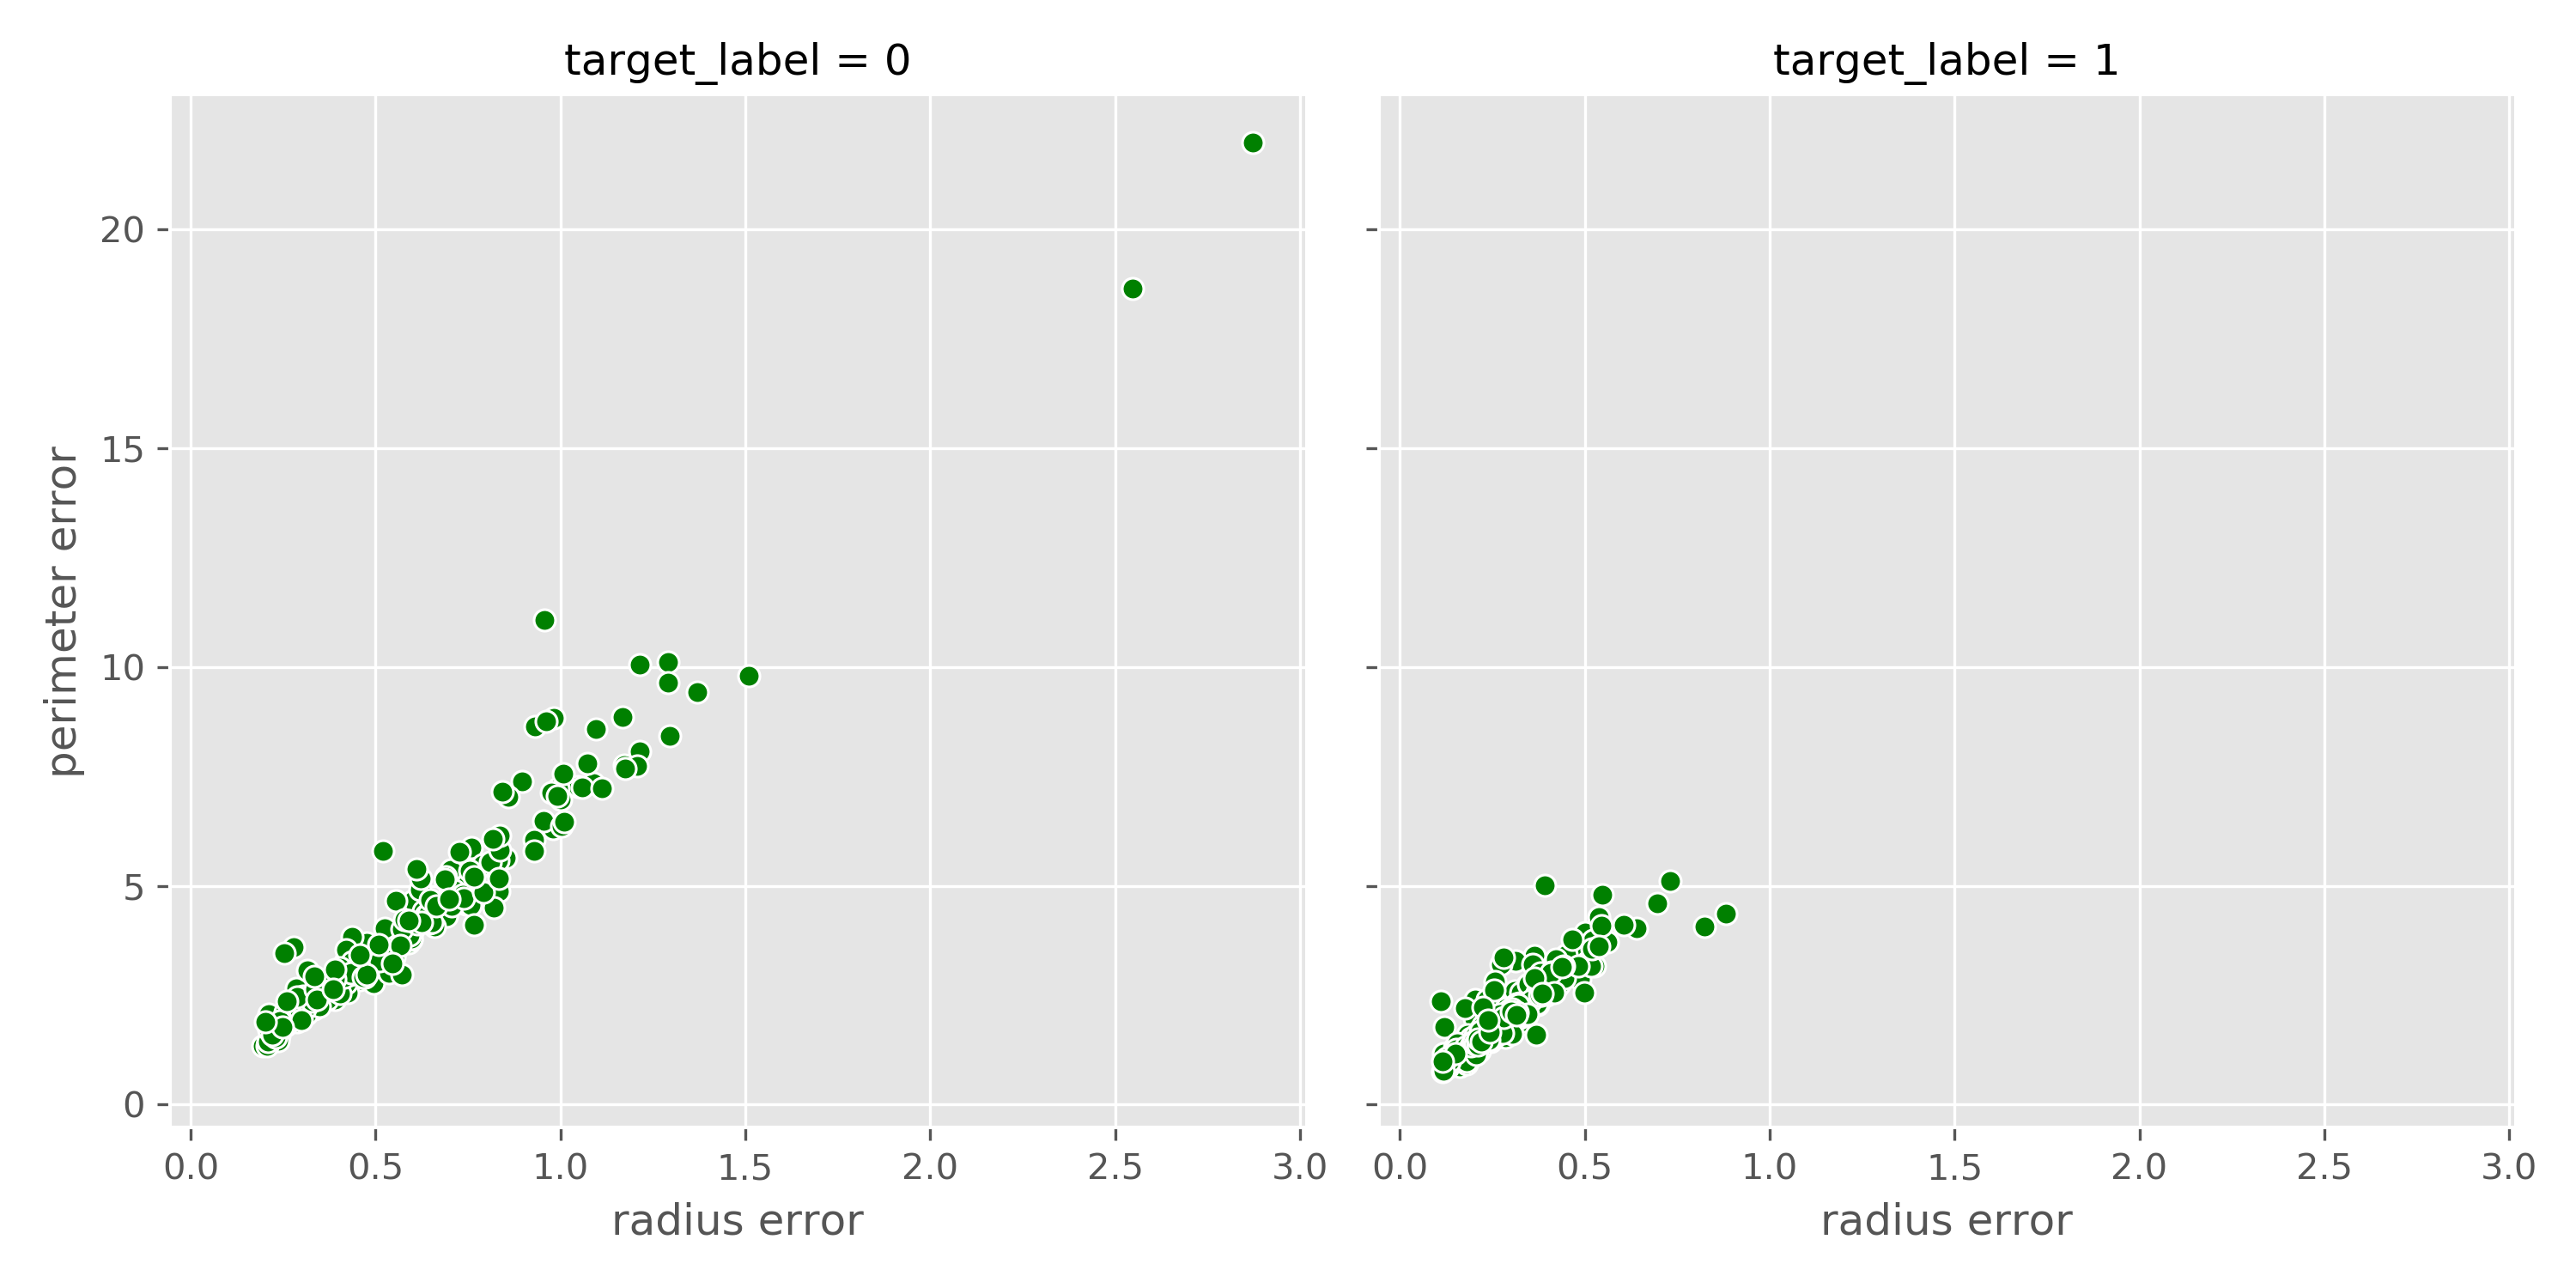 target_label = 0
target_label = 1
perimeter error
20
15
10
5
0
0.0 0.5 1.0 1.5 2.0 2.5 3.0
0.0 0.5 1.0 1.5 2.0 2.5 3.0
radius error
radius error